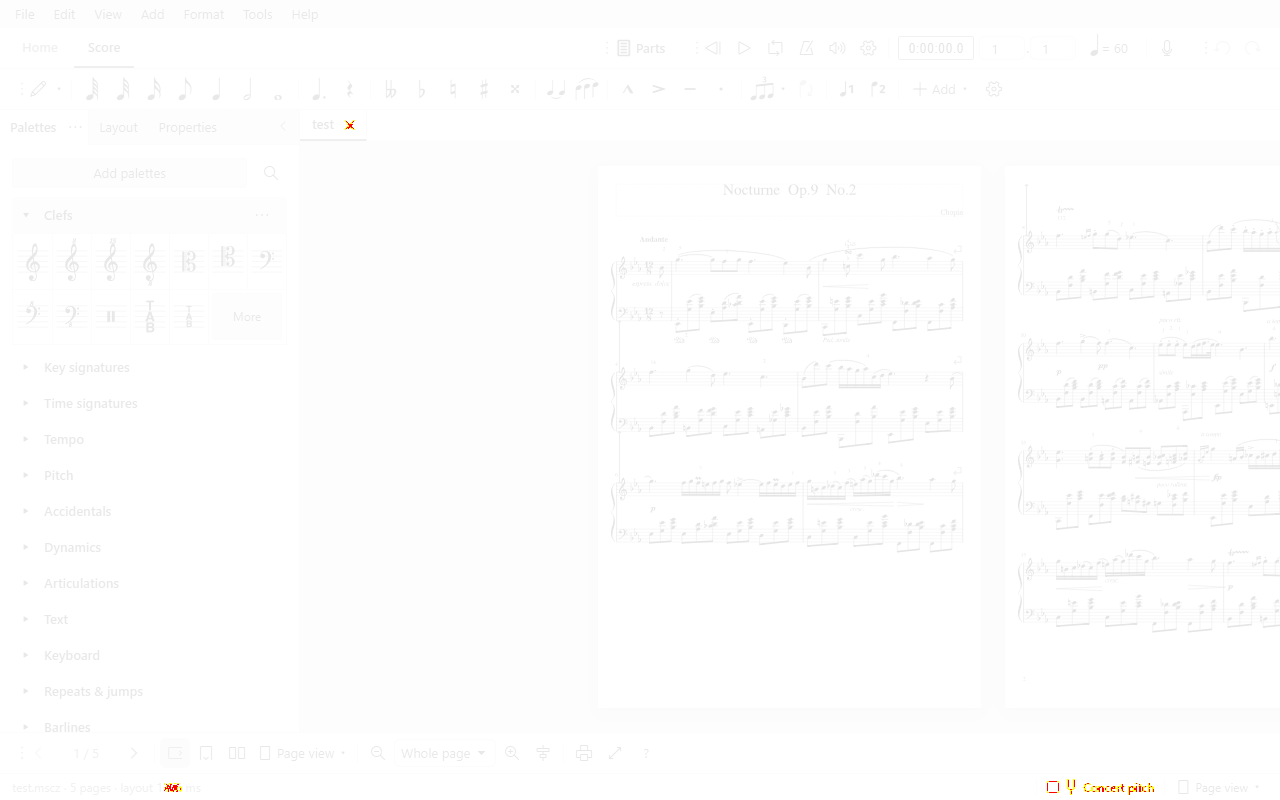 File Edit View Add Format Tools Help
Home Score Parts 0:00:00.0 1 . 1 = 60
1 2 Add
Palettes Layout Properties test
Add palettes
Clefs
More
Key signatures
Time signatures
Tempo
Pitch
Accidentals
Dynamics
Articulations
Text
Keyboard
Repeats & jumps
Barlines
Nocturne Op.9 No.2
Chopin
Andante
1 / 5 Page view Whole page ?
test.mscz · 5 pages · layout
Concert pitch Page view